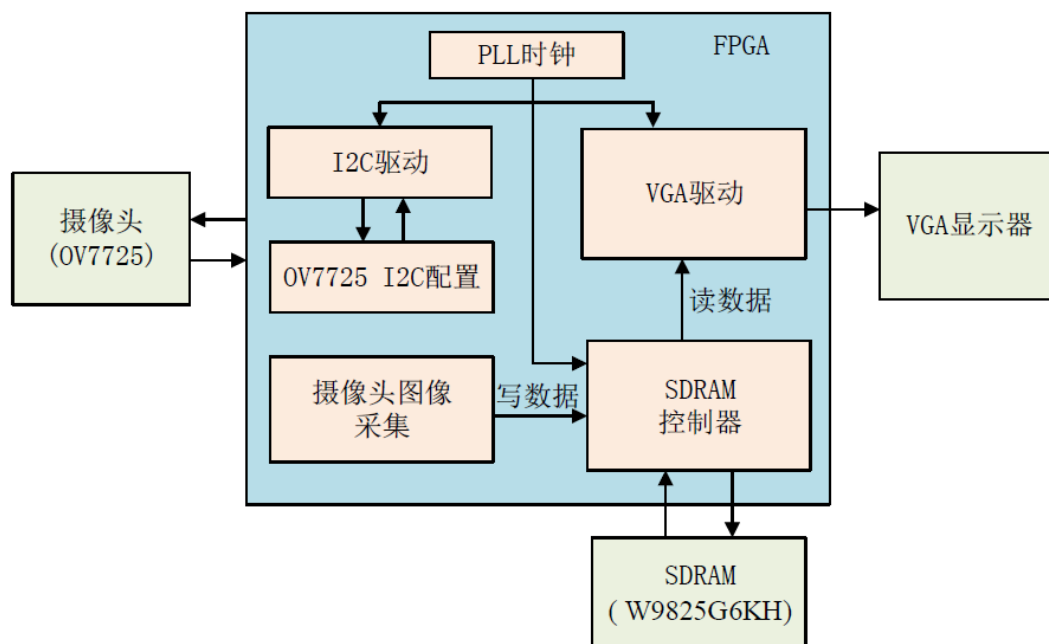 FPGA
PLL时钟
I2C驱动
VGA驱动
摄像头
(OV7725)
VGA显示器
OV7725 I2C配置
读数据
摄像头图像
采集
写数据
SDRAM
控制器
SDRAM
( W9825G6KH)